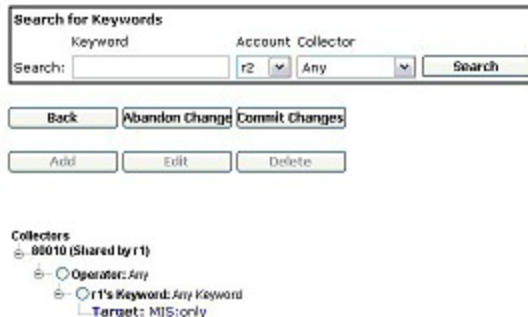 Search for Keywords
Keyword Account Collector
Search: r2 Any Search
Back Abandon Change Commit Changes
Add Edit Delete
Collectors
80010 (Shared by r1)
Operator: Any
r1's Keyword: Any Keyword
Target: MIS:only